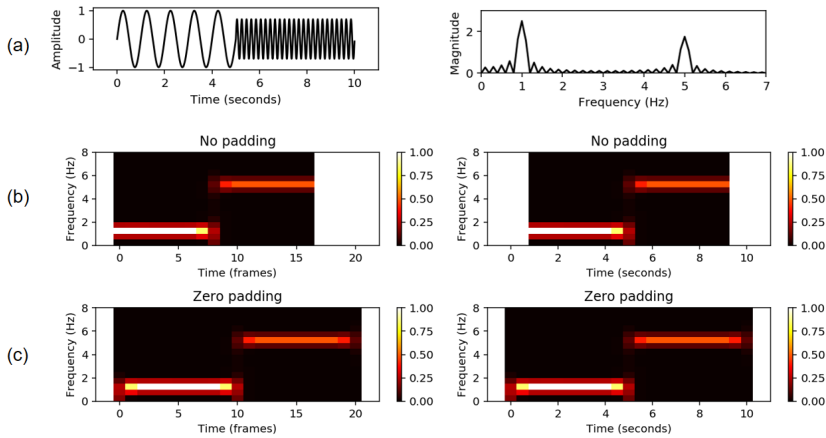 (a)
Amplitude
1
0
−1
0 2 4 6 8 10
Time (seconds)
Magnitude
2
0
0 1 2 3 4 5 6 7
Frequency (Hz)
(b)
No padding
Frequency (Hz)
8
6
4
2
0
0 5 10 15 20
Time (frames)
1.00
0.75
0.50
0.25
0.00
No padding
Frequency (Hz)
8
6
4
2
0
0 2 4 6 8 10
Time (seconds)
1.00
0.75
0.50
0.25
0.00
(c)
Zero padding
Frequency (Hz)
8
6
4
2
0
0 5 10 15 20
Time (frames)
1.00
0.75
0.50
0.25
0.00
Zero padding
Frequency (Hz)
8
6
4
2
0
0 2 4 6 8 10
Time (seconds)
1.00
0.75
0.50
0.25
0.00